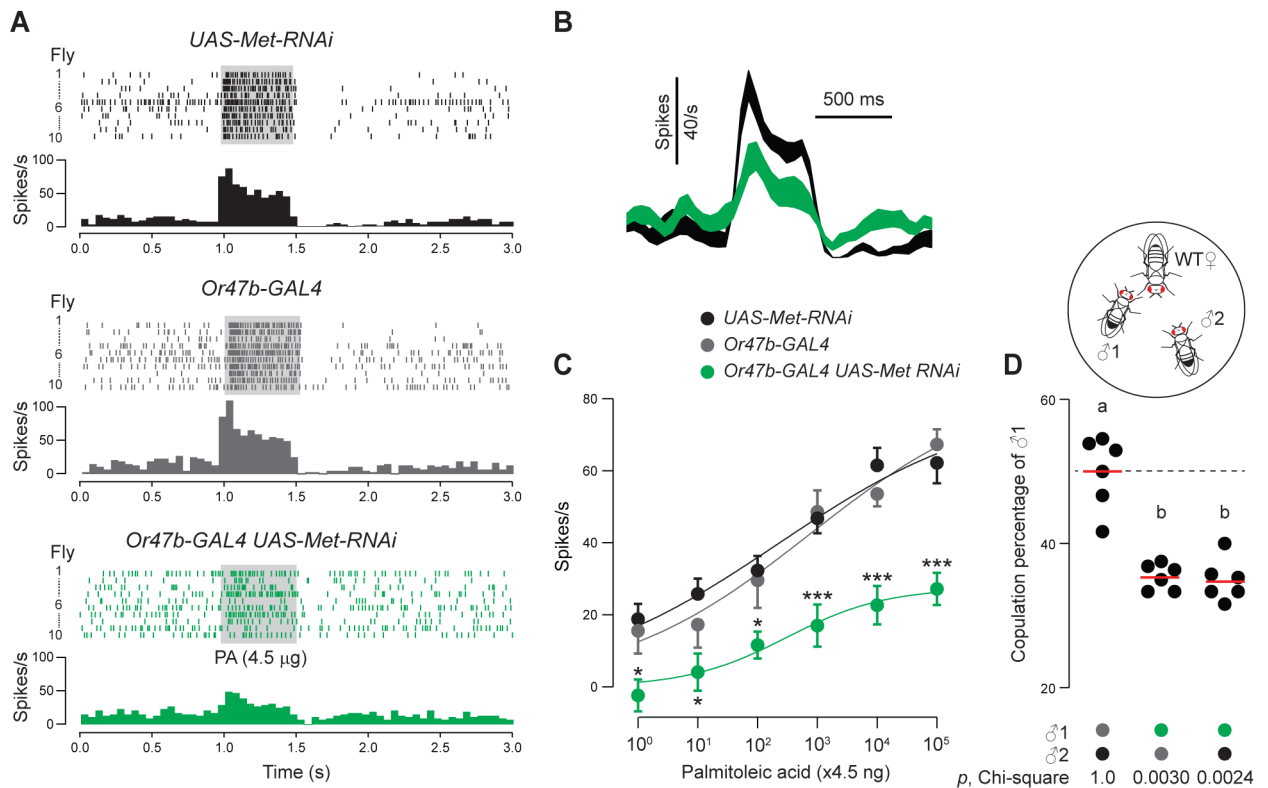 A
UAS-Met-RNAi
Fly
1
6
10
100
50
0
Spikes/s
0.0 0.5 1.0 1.5 2.0 2.5 3.0
Or47b-GAL4
Fly
1
6
10
100
50
0
Spikes/s
0.0 0.5 1.0 1.5 2.0 2.5 3.0
Or47b-GAL4 UAS-Met-RNAi
Fly
1
6
10
PA (4.5 µg)
100
50
0
Spikes/s
0.0 0.5 1.0 1.5 2.0 2.5 3.0
Time (s)
B
Spikes
40/s
500 ms
UAS-Met-RNAi
Or47b-GAL4
Or47b-GAL4 UAS-Met RNAi
C
80
60
40
20
0
Spikes/s
* * * *** *** ***
10⁰ 10¹ 10² 10³ 10⁴ 10⁵
Palmitoleic acid (x4.5 ng)
D
WT♀
♂1
♂2
60
40
20
Copulation percentage of ♂1
a b b
♂1
♂2
p, Chi-square 1.0 0.0030 0.0024